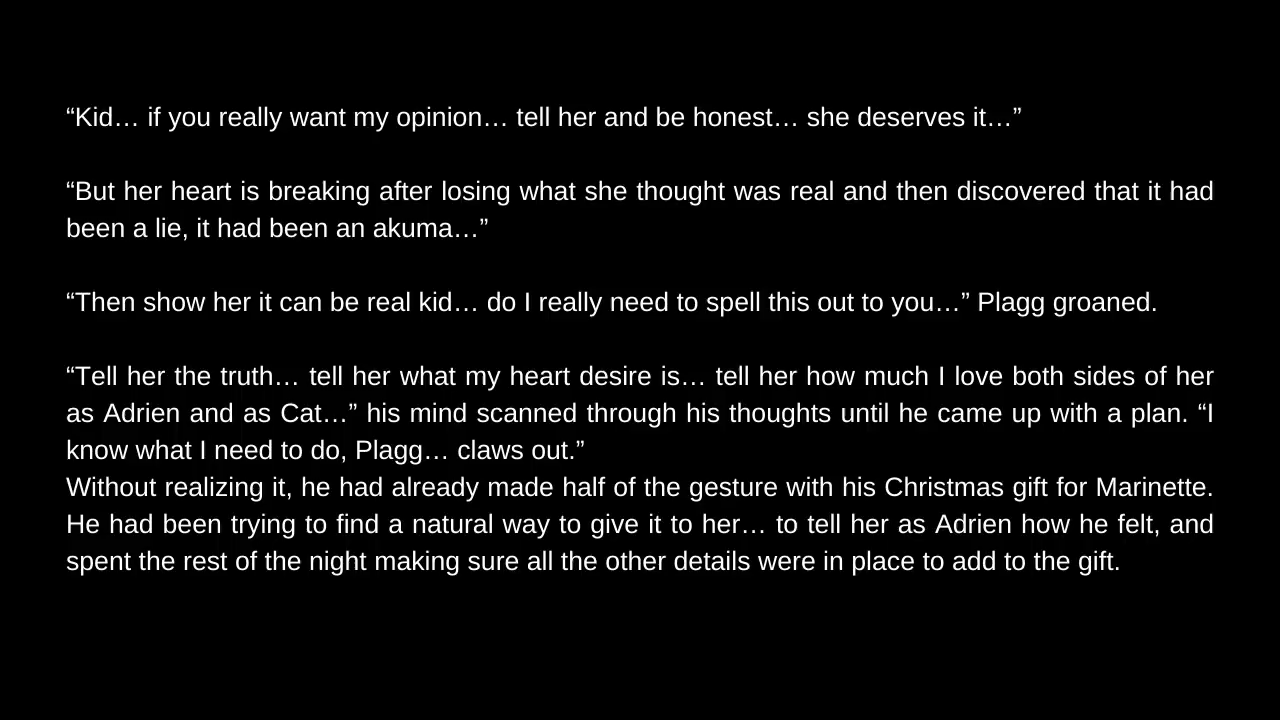 “Kid… if you really want my opinion… tell her and be honest… she deserves it…”
“But her heart is breaking after losing what she thought was real and then discovered that it had
been a lie, it had been an akuma…”
“Then show her it can be real kid… do I really need to spell this out to you…” Plagg groaned.
“Tell her the truth… tell her what my heart desire is… tell her how much I love both sides of her
as Adrien and as Cat…” his mind scanned through his thoughts until he came up with a plan. “I
know what I need to do, Plagg… claws out.”
Without realizing it, he had already made half of the gesture with his Christmas gift for Marinette.
He had been trying to find a natural way to give it to her… to tell her as Adrien how he felt, and
spent the rest of the night making sure all the other details were in place to add to the gift.